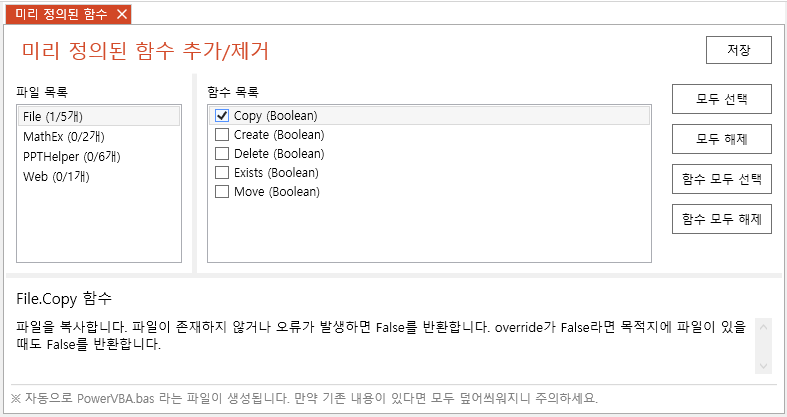 미리 정의된 함수
미리 정의된 함수 추가/제거
저장
파일 목록
File (1/5개)
MathEx (0/2개)
PPTHelper (0/6개)
Web (0/1개)
함수 목록
Copy (Boolean)
Create (Boolean)
Delete (Boolean)
Exists (Boolean)
Move (Boolean)
모두 선택
모두 해제
함수 모두 선택
함수 모두 해제
File.Copy 함수
파일을 복사합니다. 파일이 존재하지 않거나 오류가 발생하면 False를 반환합니다. override가 False라면 목적지에 파일이 있을
때도 False를 반환합니다.
※ 자동으로 PowerVBA.bas 라는 파일이 생성됩니다. 만약 기존 내용이 있다면 모두 덮어씌워지니 주의하세요.